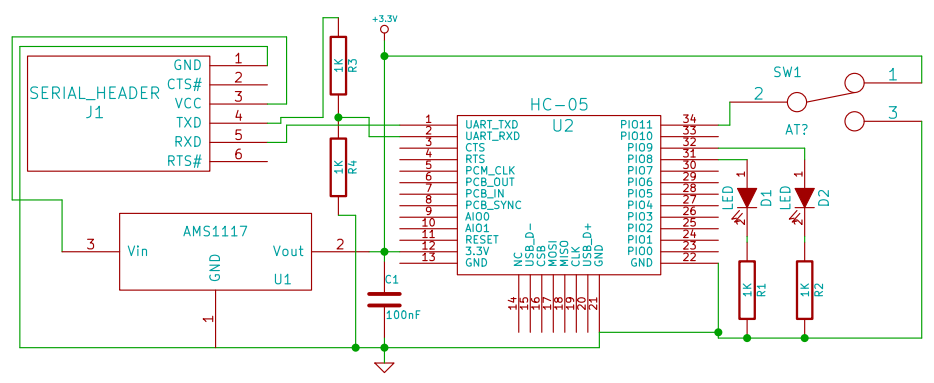 +3.3V
SERIAL_HEADER
J1
GND 1
CTS# 2
VCC 3
TXD 4
RXD 5
RTS# 6
1K
R3
1K
R4
AMS1117
3 Vin
Vout 2
GND
1
U1
C1
100nF
HC-05
U2
1 UART_TXD
2 UART_RXD
3 CTS
4 RTS
5 PCM_CLK
6 PCB_OUT
7 PCB_IN
8 PCB_SYNC
9 AIO0
10 AIO1
11 RESET
12 3.3V
13 GND
NC 14
USB_D- 15
CSB 16
MOSI 17
MISO 18
CLK 19
USB_D+ 20
GND 21
PIO11 34
PIO10 33
PIO9 32
PIO8 31
PIO7 30
PIO6 29
PIO5 28
PIO4 27
PIO3 26
PIO2 25
PIO1 24
PIO0 23
GND 22
SW1
1
2
3
AT?
LED
1
2
D1
LED
1
2
D2
1K
R1
1K
R2